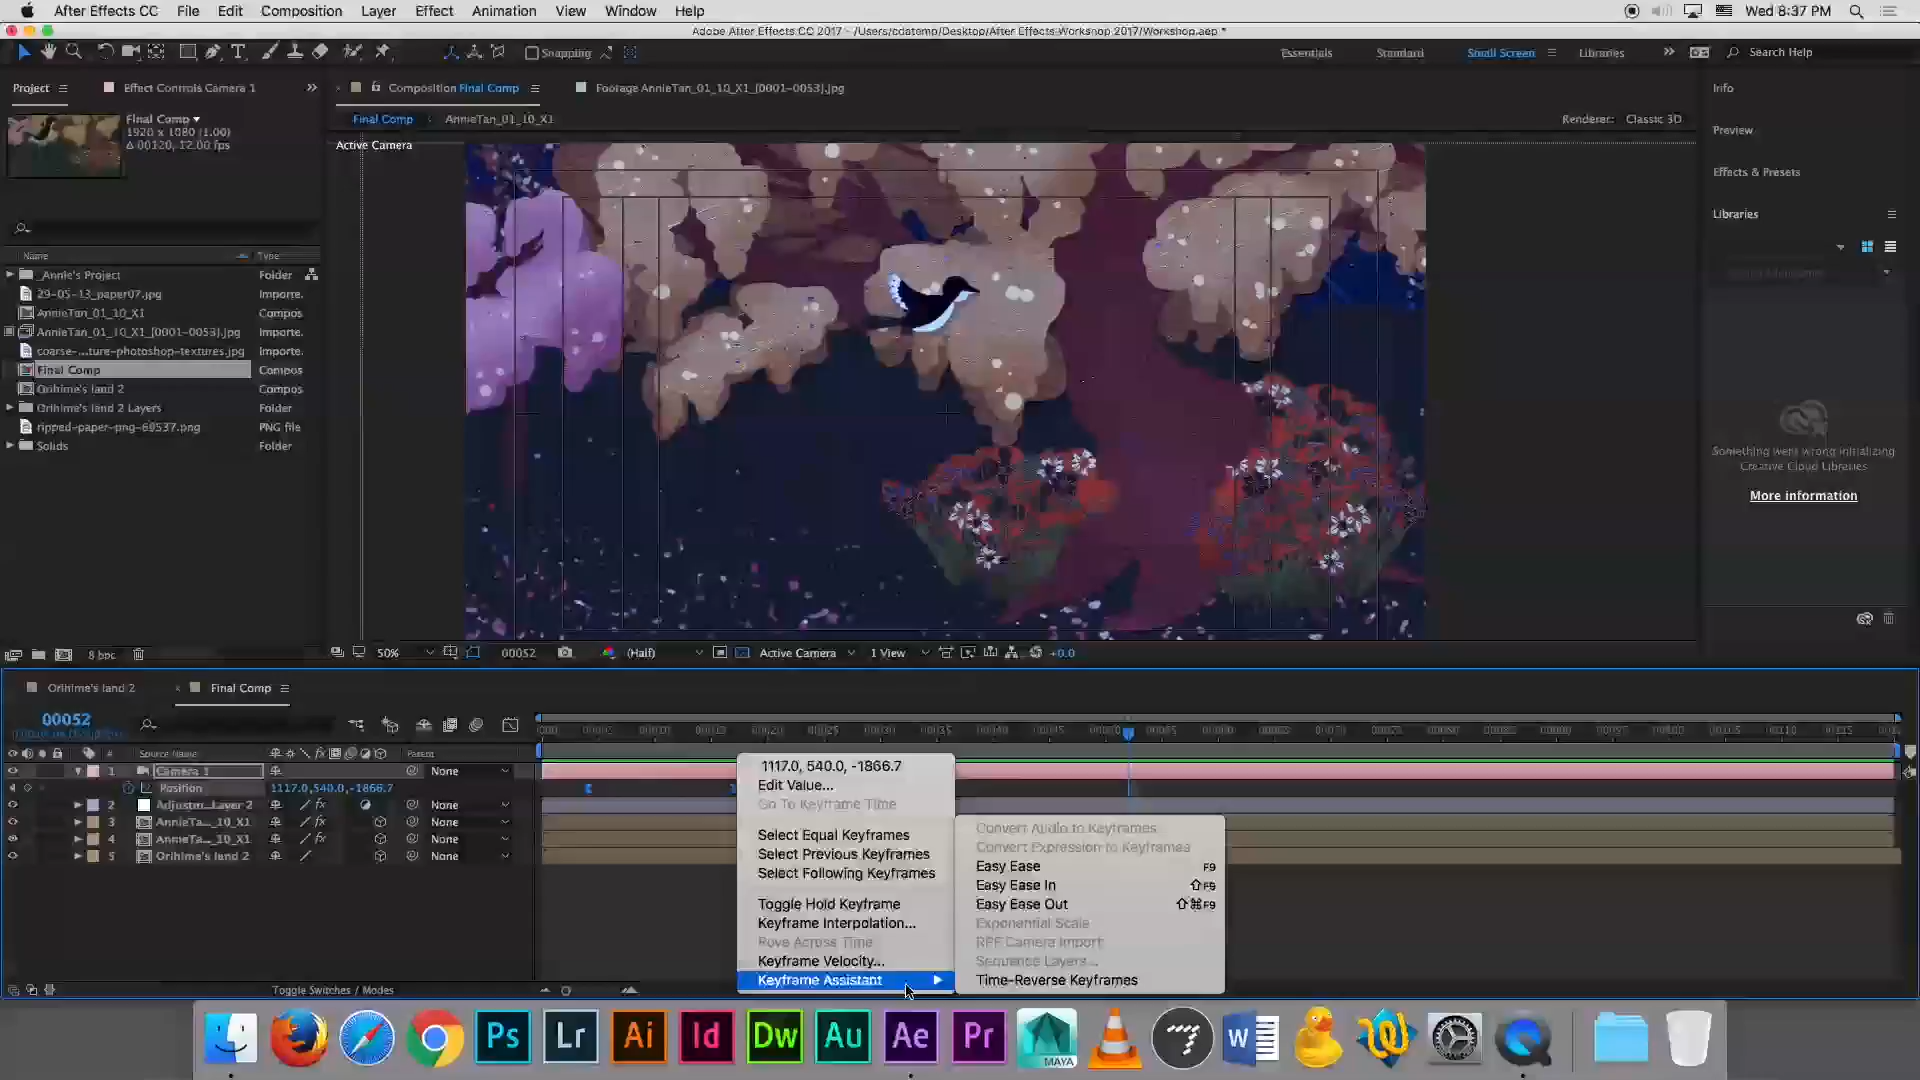 After Effects CC File Edit Composition Layer Effect Animation View Window Help Wed 8:37 PM
Adobe After Effects CC 2017 - /Users/cdatemp/Desktop/After Effects Workshop 2017/Workshop.aep *
Snapping Essentials Standard Small Screen Libraries Search Help
Project Effect Controls Camera 1 Composition Final Comp Footage AnnieTan_01_10_X1_[0001-0053].jpg Info
Final Comp 1920 x 1080 (1.00) Δ 00120, 12.00 fps
Final Comp AnnieTan_01_10_X1 Renderer: Classic 3D
Active Camera
Preview
Effects & Presets
Libraries
Name Type
_Annie's Project Folder
29-05-13_paper07.jpg Importe.
AnnieTan_01_10_X1 Compos
AnnieTan_01_10_X1_[0001-0053].jpg Importe.
coarse-...ture-photoshop-textures.jpg Importe.
Final Comp Compos
Orihime's land 2 Compos
Orihime's land 2 Layers Folder
ripped-paper-png-69537.png PNG file
Solids Folder
Something went wrong initializing
Creative Cloud Libraries
More information
8 bpc 50% 00052 (Half) Active Camera 1 View +0.0
Orihime's land 2 Final Comp
00052
# Source Name Parent
1 Camera 1 None
Position 1117.0,540.0,-1866.7
2 Adjustm...Layer 2 None
3 AnnieTa..._10_X1 None
4 AnnieTa..._10_X1 None
5 Orihime's land 2 None
1117.0, 540.0, -1866.7
Edit Value...
Go To Keyframe Time
Select Equal Keyframes
Select Previous Keyframes
Select Following Keyframes
Toggle Hold Keyframe
Keyframe Interpolation...
Rove Across Time
Keyframe Velocity...
Keyframe Assistant
Convert Audio to Keyframes
Convert Expression to Keyframes
Easy Ease F9
Easy Ease In ⇧F9
Easy Ease Out ⇧⌘F9
Exponential Scale
RPF Camera Import
Sequence Layers...
Time-Reverse Keyframes
Toggle Switches / Modes
Ps Lr Ai Id Dw Au Ae Pr MAYA W